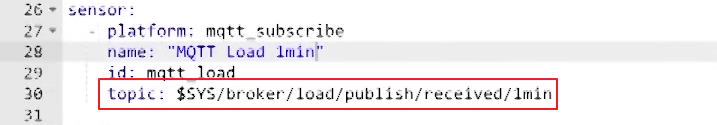 26 sensor:
27 - platform: mqtt_subscribe
28 name: "MQTT Load 1min"
29 id: mqtt_load
30 topic: $SYS/broker/load/publish/received/1min
31